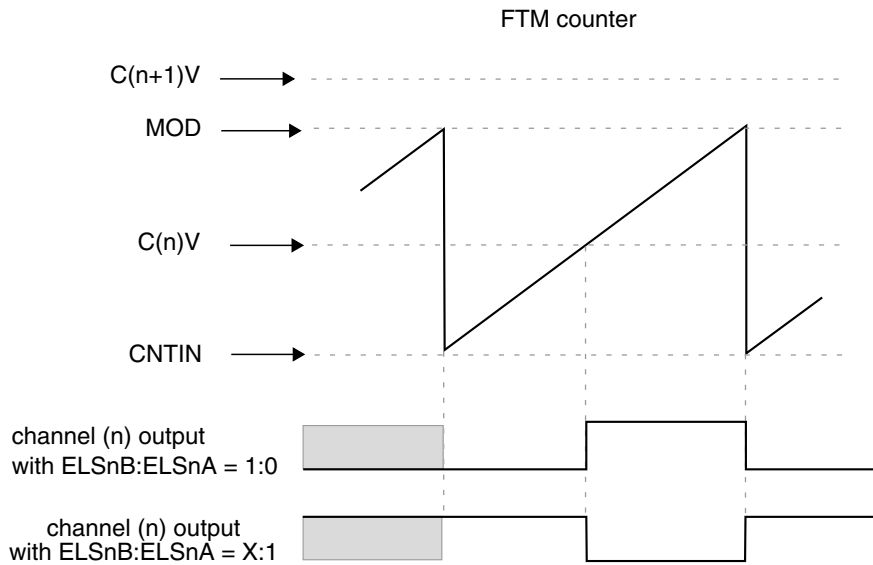 FTM counter
C(n+1)V
MOD
C(n)V
CNTIN
channel (n) output
with ELSnB:ELSnA = 1:0
channel (n) output
with ELSnB:ELSnA = X:1